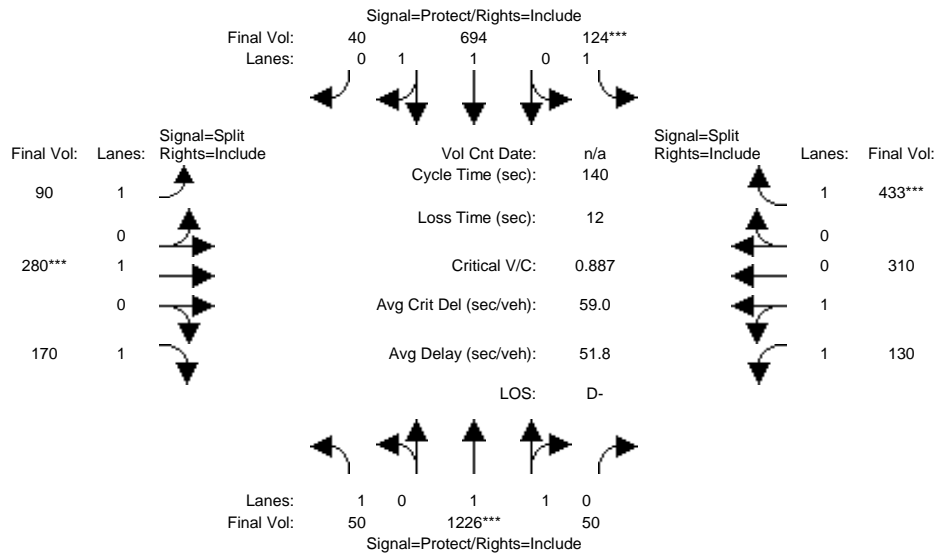 Signal=Protect/Rights=Include
Final Vol: 40 694 124***
Lanes: 0 1 1 0 1
Signal=Split
Rights=Include
Final Vol: Lanes:
Vol Cnt Date: n/a
Signal=Split
Rights=Include
Lanes: Final Vol:
Cycle Time (sec): 140
90 1
1 433***
Loss Time (sec): 12
0
0
280*** 1
Critical V/C: 0.887
0 310
0
Avg Crit Del (sec/veh): 59.0
1
170 1
Avg Delay (sec/veh): 51.8
1 130
LOS: D-
Lanes: 1 0 1 1 0
Final Vol: 50 1226*** 50
Signal=Protect/Rights=Include